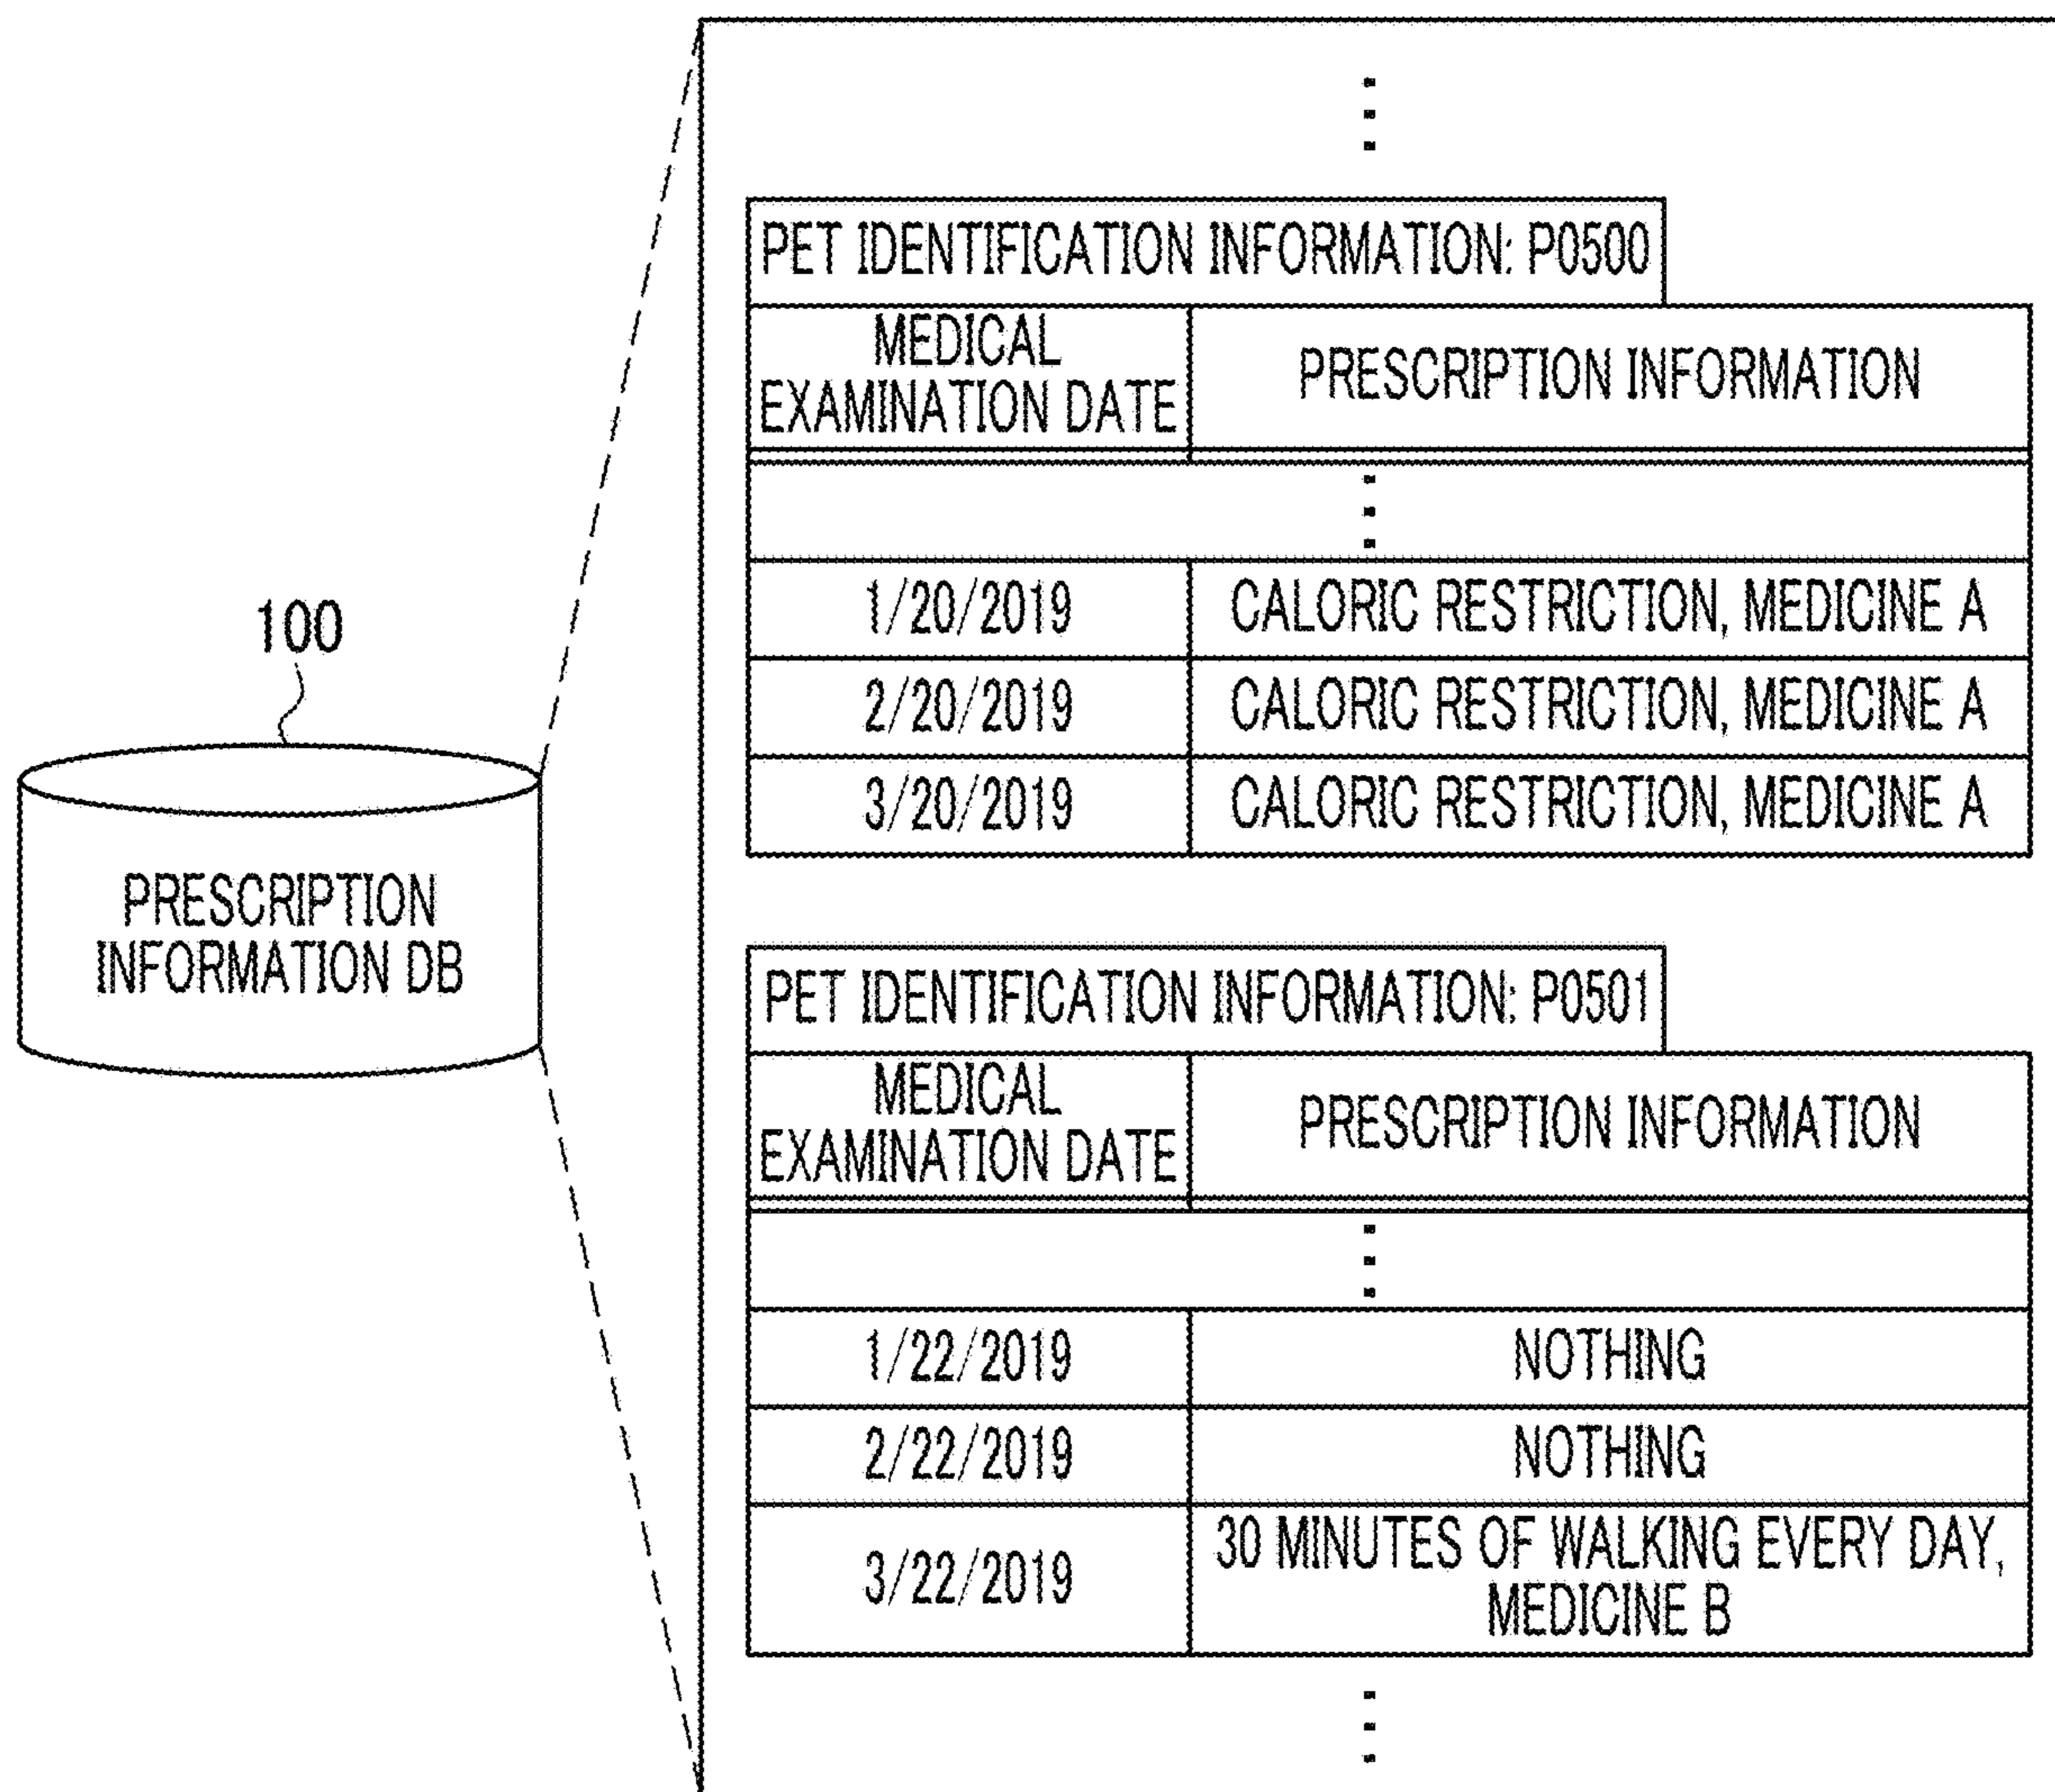 100
PRESCRIPTION
INFORMATION DB
PET IDENTIFICATION INFORMATION: P0500
MEDICAL
EXAMINATION DATE
PRESCRIPTION INFORMATION
1/20/2019 CALORIC RESTRICTION, MEDICINE A
2/20/2019 CALORIC RESTRICTION, MEDICINE A
3/20/2019 CALORIC RESTRICTION, MEDICINE A
PET IDENTIFICATION INFORMATION: P0501
MEDICAL
EXAMINATION DATE
PRESCRIPTION INFORMATION
1/22/2019 NOTHING
2/22/2019 NOTHING
3/22/2019
30 MINUTES OF WALKING EVERY DAY,
MEDICINE B